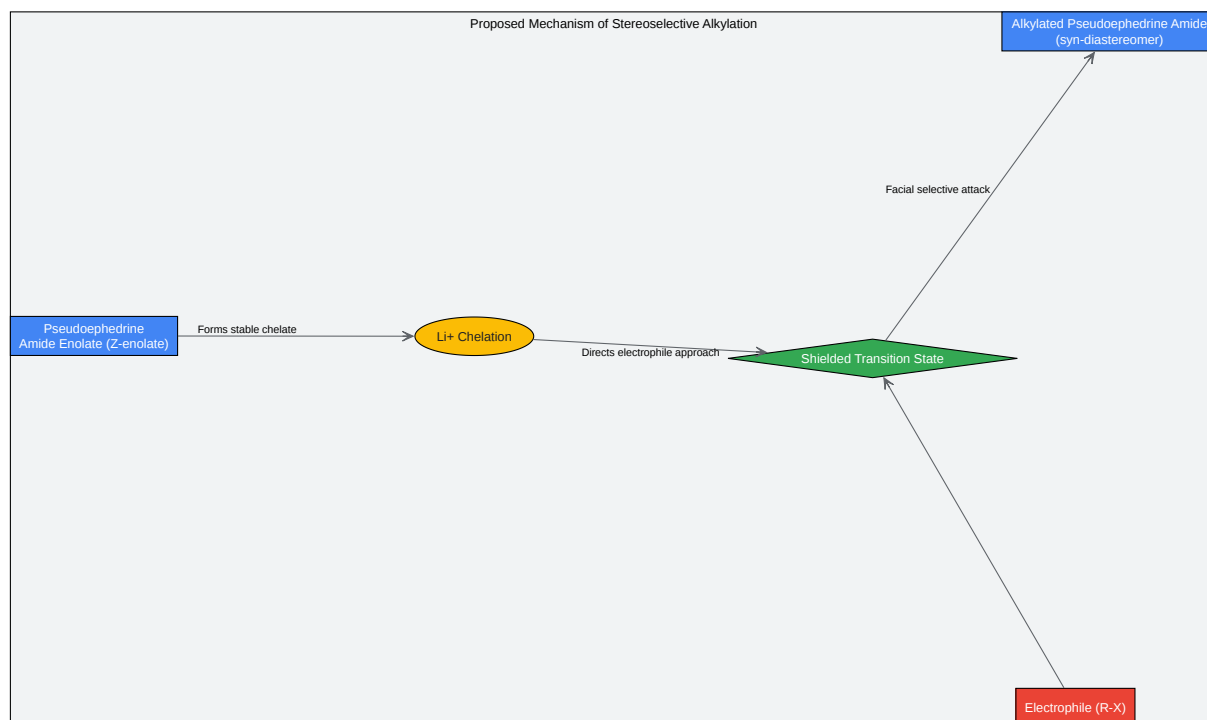 Proposed Mechanism of Stereoselective Alkylation
Alkylated Pseudoephedrine Amide
(syn-diastereomer)
Facial selective attack
Pseudoephedrine
Amide Enolate (Z-enolate)
Forms stable chelate
Li+ Chelation
Directs electrophile approach
Shielded Transition State
Electrophile (R-X)